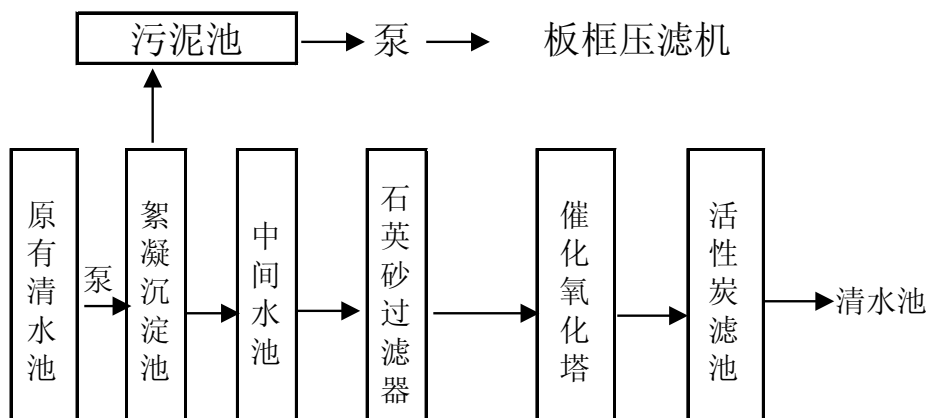 污泥池
泵
板框压滤机
原有清水池
泵
絮凝沉淀池
中间水池
石英砂过滤器
催化氧化塔
活性炭滤池
清水池